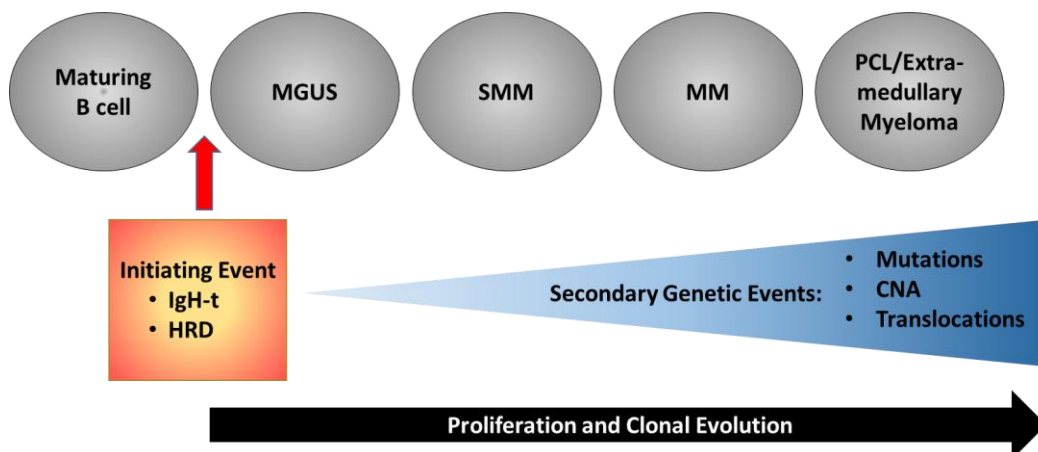 Maturing
B cell
MGUS
SMM
MM
PCL/Extra-
medullary
Myeloma
Initiating Event
• IgH-t
• HRD
Secondary Genetic Events:
• Mutations
• CNA
• Translocations
Proliferation and Clonal Evolution